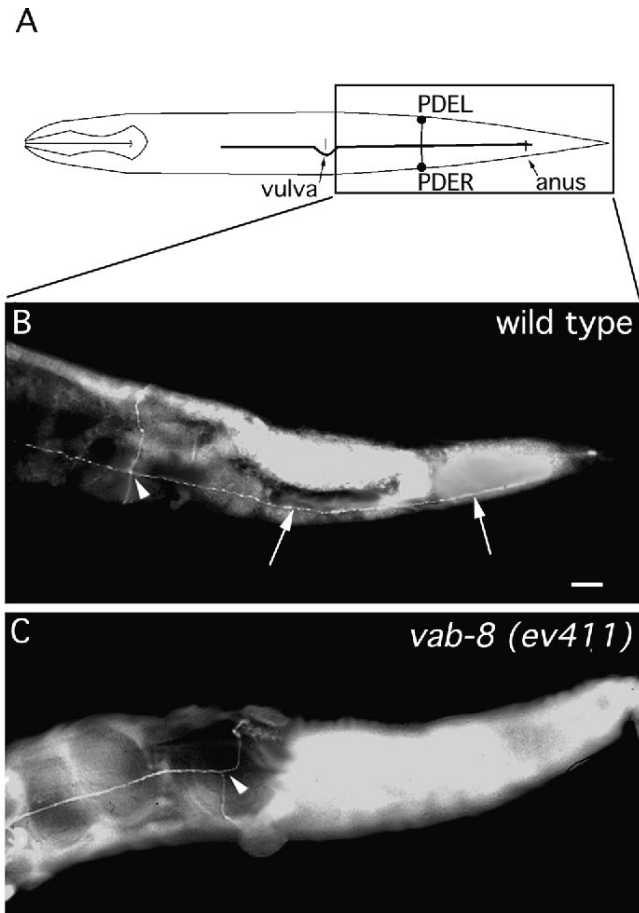 A
PDEL
vulva
PDER
anus
B
wild type
C
vab-8 (ev411)